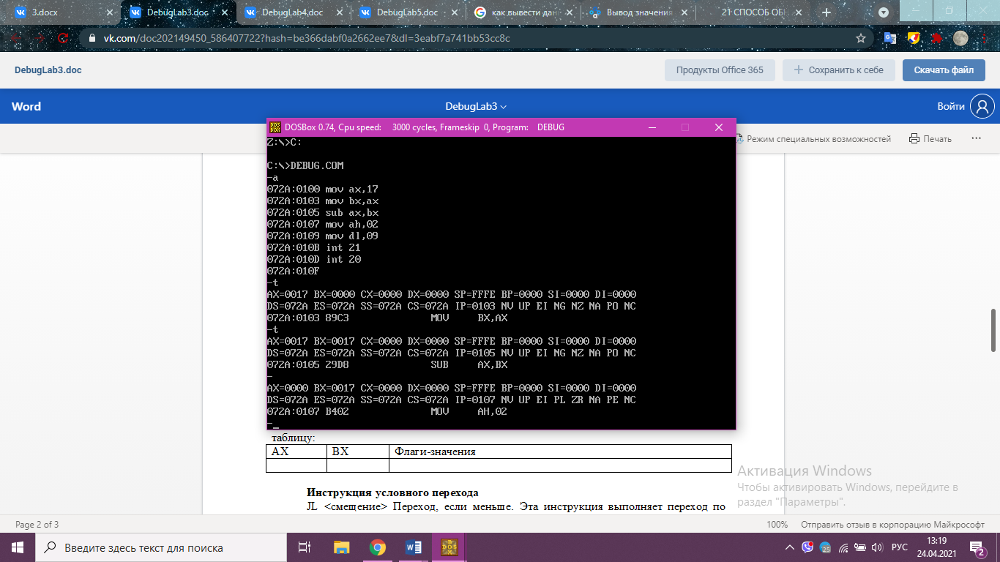 3.docx
DebugLab3.doc
DebugLab4.doc
DebugLab5.doc
как вывести дан
Вывод значения
21 СПОСОБ ОБН
vk.com/doc202149450_586407722?hash=be366dabf0a2662ee7&dl=3eabf7a741bb53cc8c
DebugLab3.doc
Продукты Office 365
Сохранить к себе
Скачать файл
Word
DebugLab3
Войти
Режим специальных возможностей
Печать
DOSBox 0.74, Cpu speed: 3000 cycles, Frameskip 0, Program: DEBUG
Z:\>C:
C:\>DEBUG.COM
-a
072A:0100 mov ax,17
072A:0103 mov bx,ax
072A:0105 sub ax,bx
072A:0107 mov ah,02
072A:0109 mov dl,09
072A:010B int 21
072A:010D int 20
072A:010F
-t
AX=0017 BX=0000 CX=0000 DX=0000 SP=FFFE BP=0000 SI=0000 DI=0000
DS=072A ES=072A SS=072A CS=072A IP=0103 NV UP EI NG NZ NA PO NC
072A:0103 89C3 MOV BX,AX
-t
AX=0017 BX=0017 CX=0000 DX=0000 SP=FFFE BP=0000 SI=0000 DI=0000
DS=072A ES=072A SS=072A CS=072A IP=0105 NV UP EI NG NZ NA PO NC
072A:0105 29D8 SUB AX,BX
-
AX=0000 BX=0017 CX=0000 DX=0000 SP=FFFE BP=0000 SI=0000 DI=0000
DS=072A ES=072A SS=072A CS=072A IP=0107 NV UP EI PL ZR NA PE NC
072A:0107 B402 MOV AH,02
-_
таблицу:
AX BX Флаги-значения
Инструкция условного перехода
JL <смещение> Переход, если меньше. Эта инструкция выполняет переход по
Активация Windows
Чтобы активировать Windows, перейдите в
раздел "Параметры".
Page 2 of 3
100%
Отправить отзыв в корпорацию Майкрософт
Введите здесь текст для поиска
25
РУС
13:19
24.04.2021
2